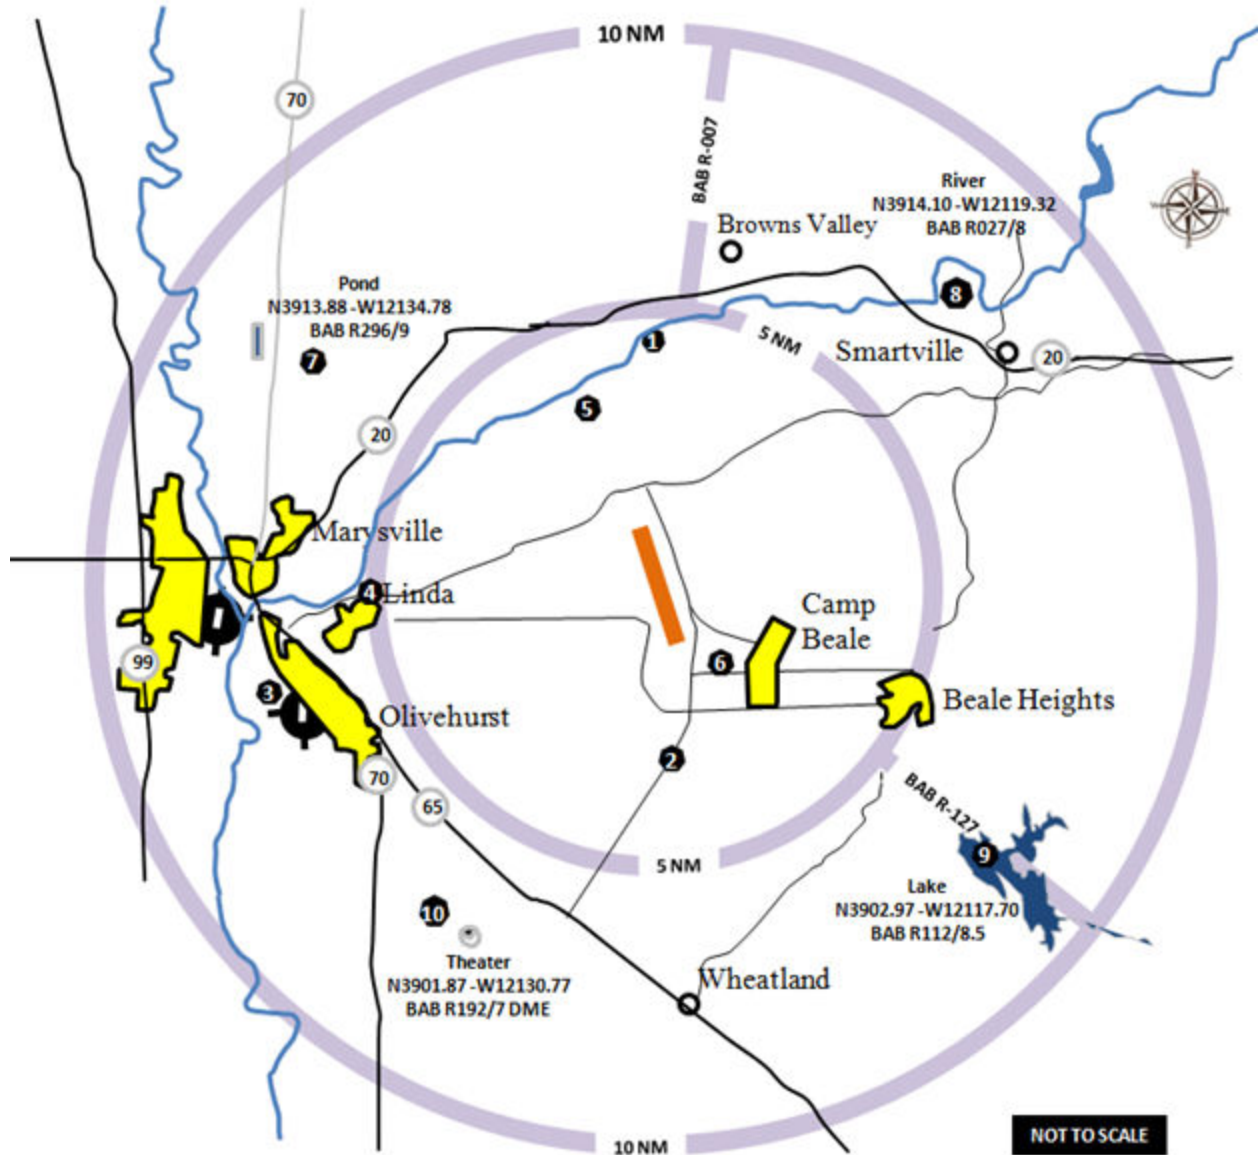 10 NM
70
BAB R-007
River
N3914.10 -W12119.32
BAB R027/8
Browns Valley
Pond
N3913.88 -W12134.78
BAB R296/9
8
7
1
5 NM
Smartville
20
5
20
Marysville
4
Linda
Camp
Beale
99
6
3
Olivehurst
Beale Heights
2
70
65
BAB R-127
9
5 NM
Lake
N3902.97 -W12117.70
BAB R112/8.5
10
Theater
N3901.87 -W12130.77
BAB R192/7 DME
Wheatland
NOT TO SCALE
10 NM